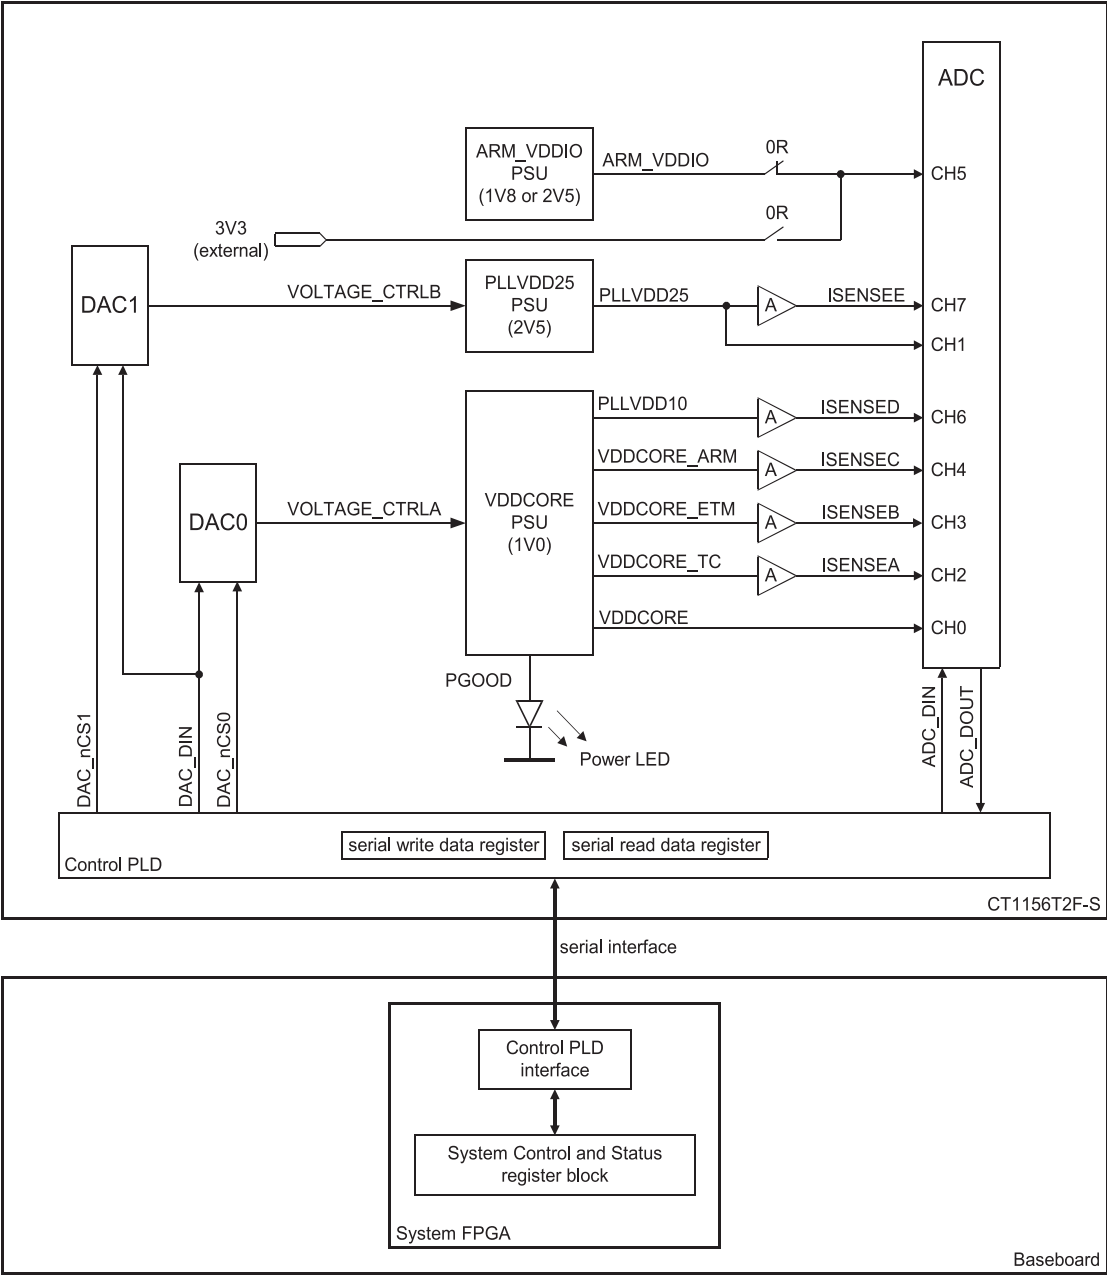 ADC
ARM_VDDIO
PSU
(1V8 or 2V5)
ARM_VDDIO
0R
CH5
3V3
(external)
0R
DAC1
VOLTAGE_CTRLB
PLLVDD25
PSU
(2V5)
PLLVDD25
A
ISENSEE
CH7
CH1
PLLVDD10
A
ISENSED
CH6
VDDCORE_ARM
A
ISENSEC
CH4
DAC0
VOLTAGE_CTRLA
VDDCORE
PSU
(1V0)
VDDCORE_ETM
A
ISENSEB
CH3
VDDCORE_TC
A
ISENSEA
CH2
VDDCORE
CH0
PGOOD
Power LED
DAC_nCS1
DAC_DIN
DAC_nCS0
ADC_DIN
ADC_DOUT
serial write data register
serial read data register
Control PLD
CT1156T2F-S
serial interface
Control PLD
interface
System Control and Status
register block
System FPGA
Baseboard